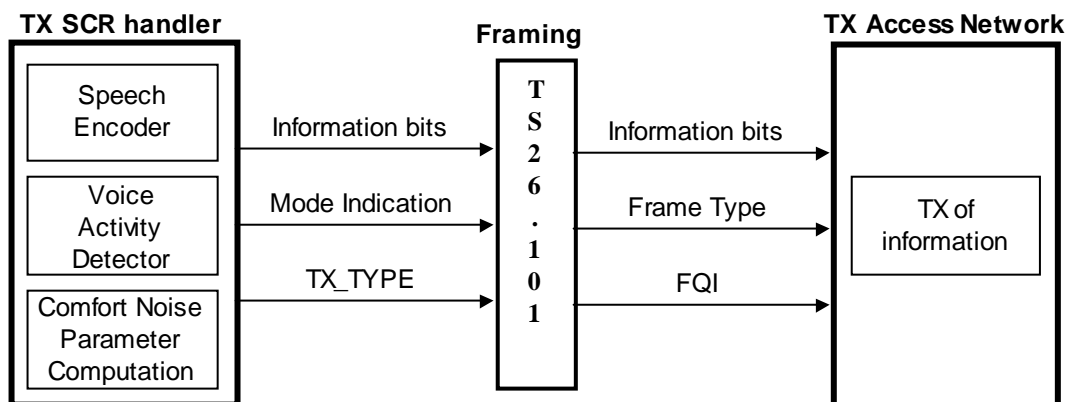 TX SCR handler
Framing
TX Access Network
Speech
Encoder
Voice
Activity
Detector
Comfort Noise
Parameter
Computation
Information bits
Mode Indication
TX_TYPE
T
S
2
6
.
1
0
1
Information bits
Frame Type
FQI
TX of
information